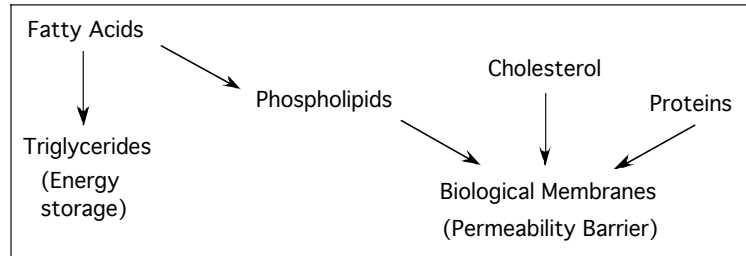 Fatty Acids
Cholesterol
Phospholipids
Proteins
Triglycerides
(Energy
storage)
Biological Membranes
(Permeability Barrier)